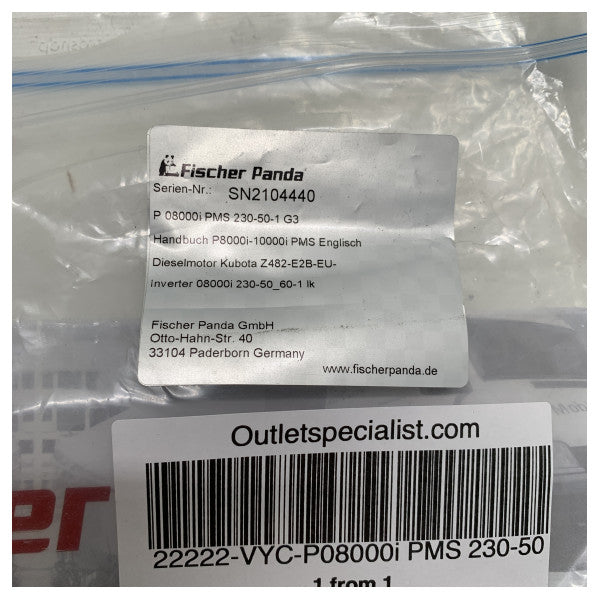 Fischer Panda
Serien-Nr.: SN2104440
P 08000i PMS 230-50-1 G3
Handbuch P8000i-10000i PMS Englisch
Dieselmotor Kubota Z482-E2B-EU-
Inverter 08000i 230-50_60-1 lk
Fischer Panda GmbH
Otto-Hahn-Str. 40
33104 Paderborn Germany
www.fischerpanda.de
er
Outletspecialist.com
22222-VYC-P08000i PMS 230-50
1 from 1